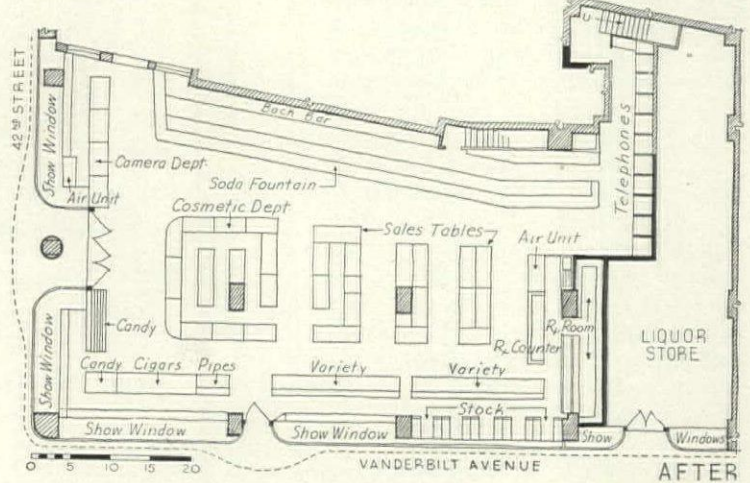 42ND STREET
Show Window
Air Unit
Camera Dept.
Back Bar
Soda Fountain
U
Telephones
Cosmetic Dept
Sales Tables
Air Unit
Candy
Show Window
Candy Cigars Pipes
Variety
Variety
Rx Counter
Rx Room
LIQUOR
STORE
Stock
Show Window
Show Window
Show Windows
0 5 10 15 20
VANDERBILT AVENUE
AFTER